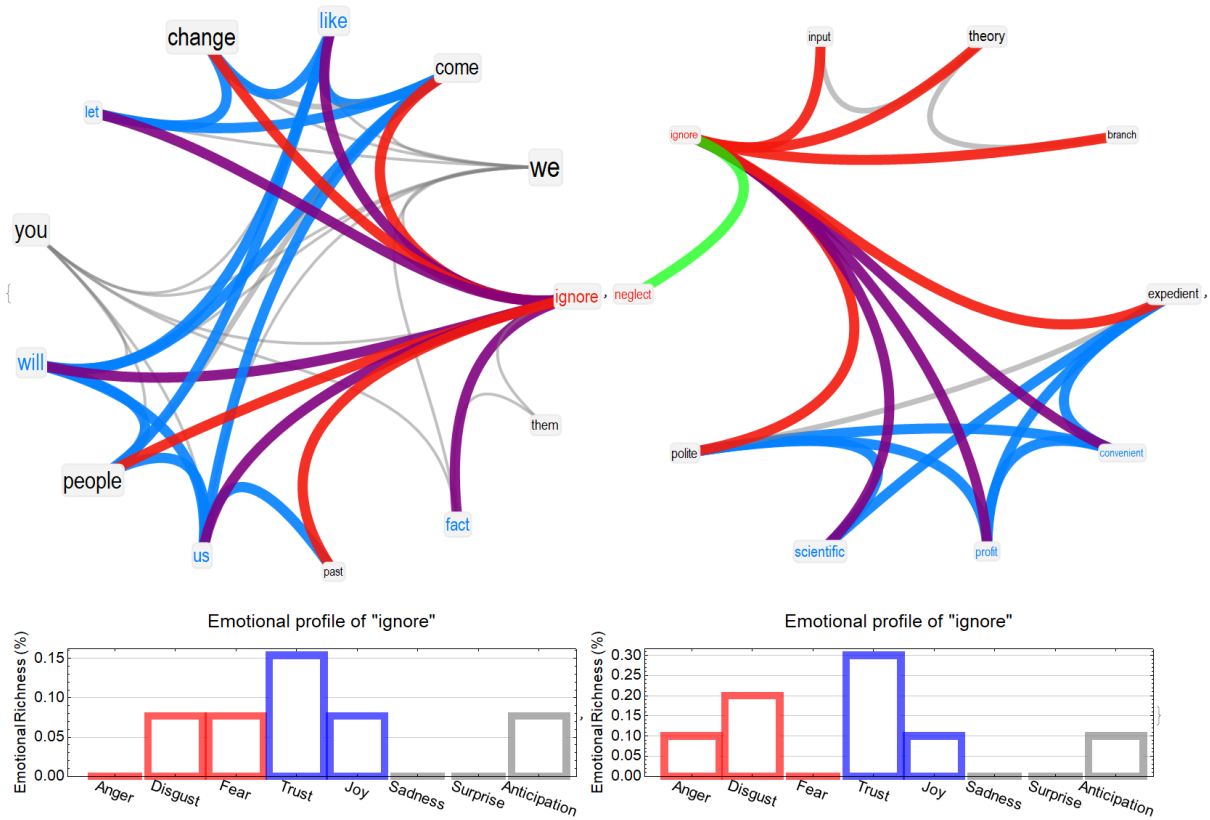 like
change
come
let
we
you
{
ignore
,
will
them
people
fact
us
past
input
theory
ignore
branch
neglect
expedient
,
polite
convenient
scientific
profit
Emotional profile of "ignore"
Emotional Richness (%)
0.15
0.10
0.05
0.00
Anger Disgust Fear Trust Joy Sadness Surprise Anticipation
,
Emotional profile of "ignore"
Emotional Richness (%)
0.30
0.25
0.20
0.15
0.10
0.05
0.00
Anger Disgust Fear Trust Joy Sadness Surprise Anticipation
}